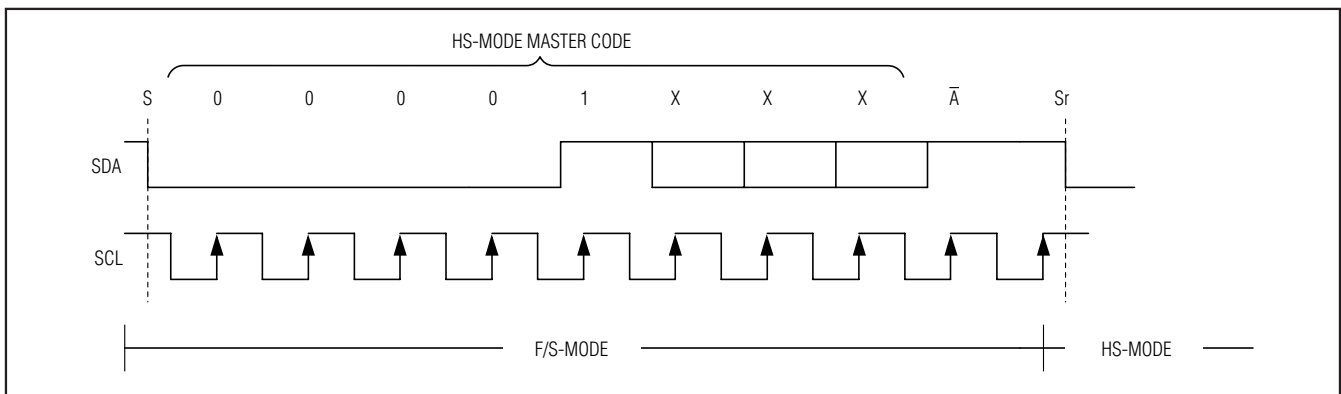 HS-MODE MASTER CODE
S 0 0 0 0 1 X X X A̅ Sr
SDA
SCL
F/S-MODE HS-MODE